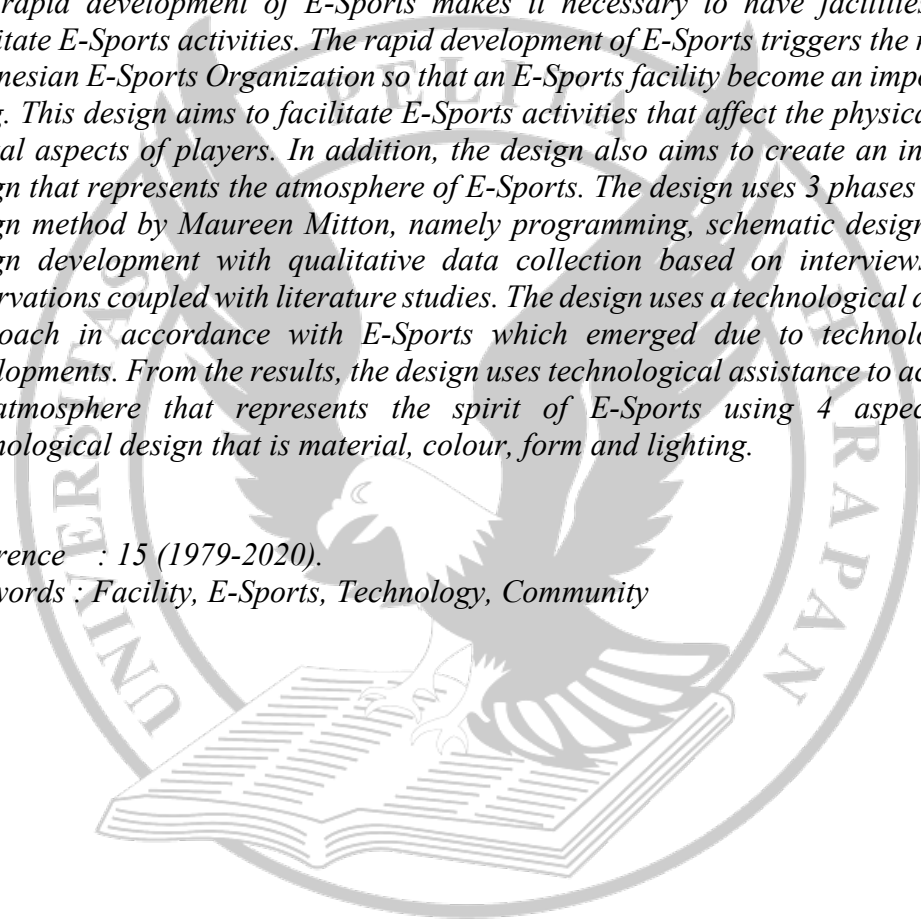 rapid development of E-Sports makes it necessary to have facilities
itate E-Sports activities. The rapid development of E-Sports triggers the
nesian E-Sports Organization so that an E-Sports facility become an impo
g. This design aims to facilitate E-Sports activities that affect the physica
al aspects of players. In addition, the design also aims to create an in
gn that represents the atmosphere of E-Sports. The design uses 3 phases
gn method by Maureen Mitton, namely programming, schematic design
gn development with qualitative data collection based on interviews
rvations coupled with literature studies. The design uses a technological a
oach in accordance with E-Sports which emerged due to technolo
lopments. From the results, the design uses technological assistance to ac
atmosphere that represents the spirit of E-Sports using 4 aspec
nological design that is material, colour, form and lighting.
rence : 15 (1979-2020).
words : Facility, E-Sports, Technology, Community
UNIVERSITAS PELITA HARAPAN